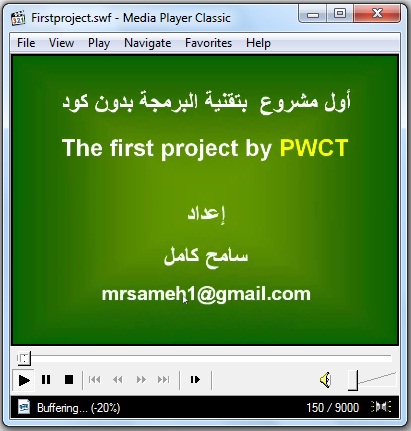 Firstproject.swf - Media Player Classic
File View Play Navigate Favorites Help
أول مشروع بتقنية البرمجة بدون كود
The first project by PWCT
إعداد
سامح كامل
mrsameh1@gmail.com
Buffering... (-20%) 150 / 9000